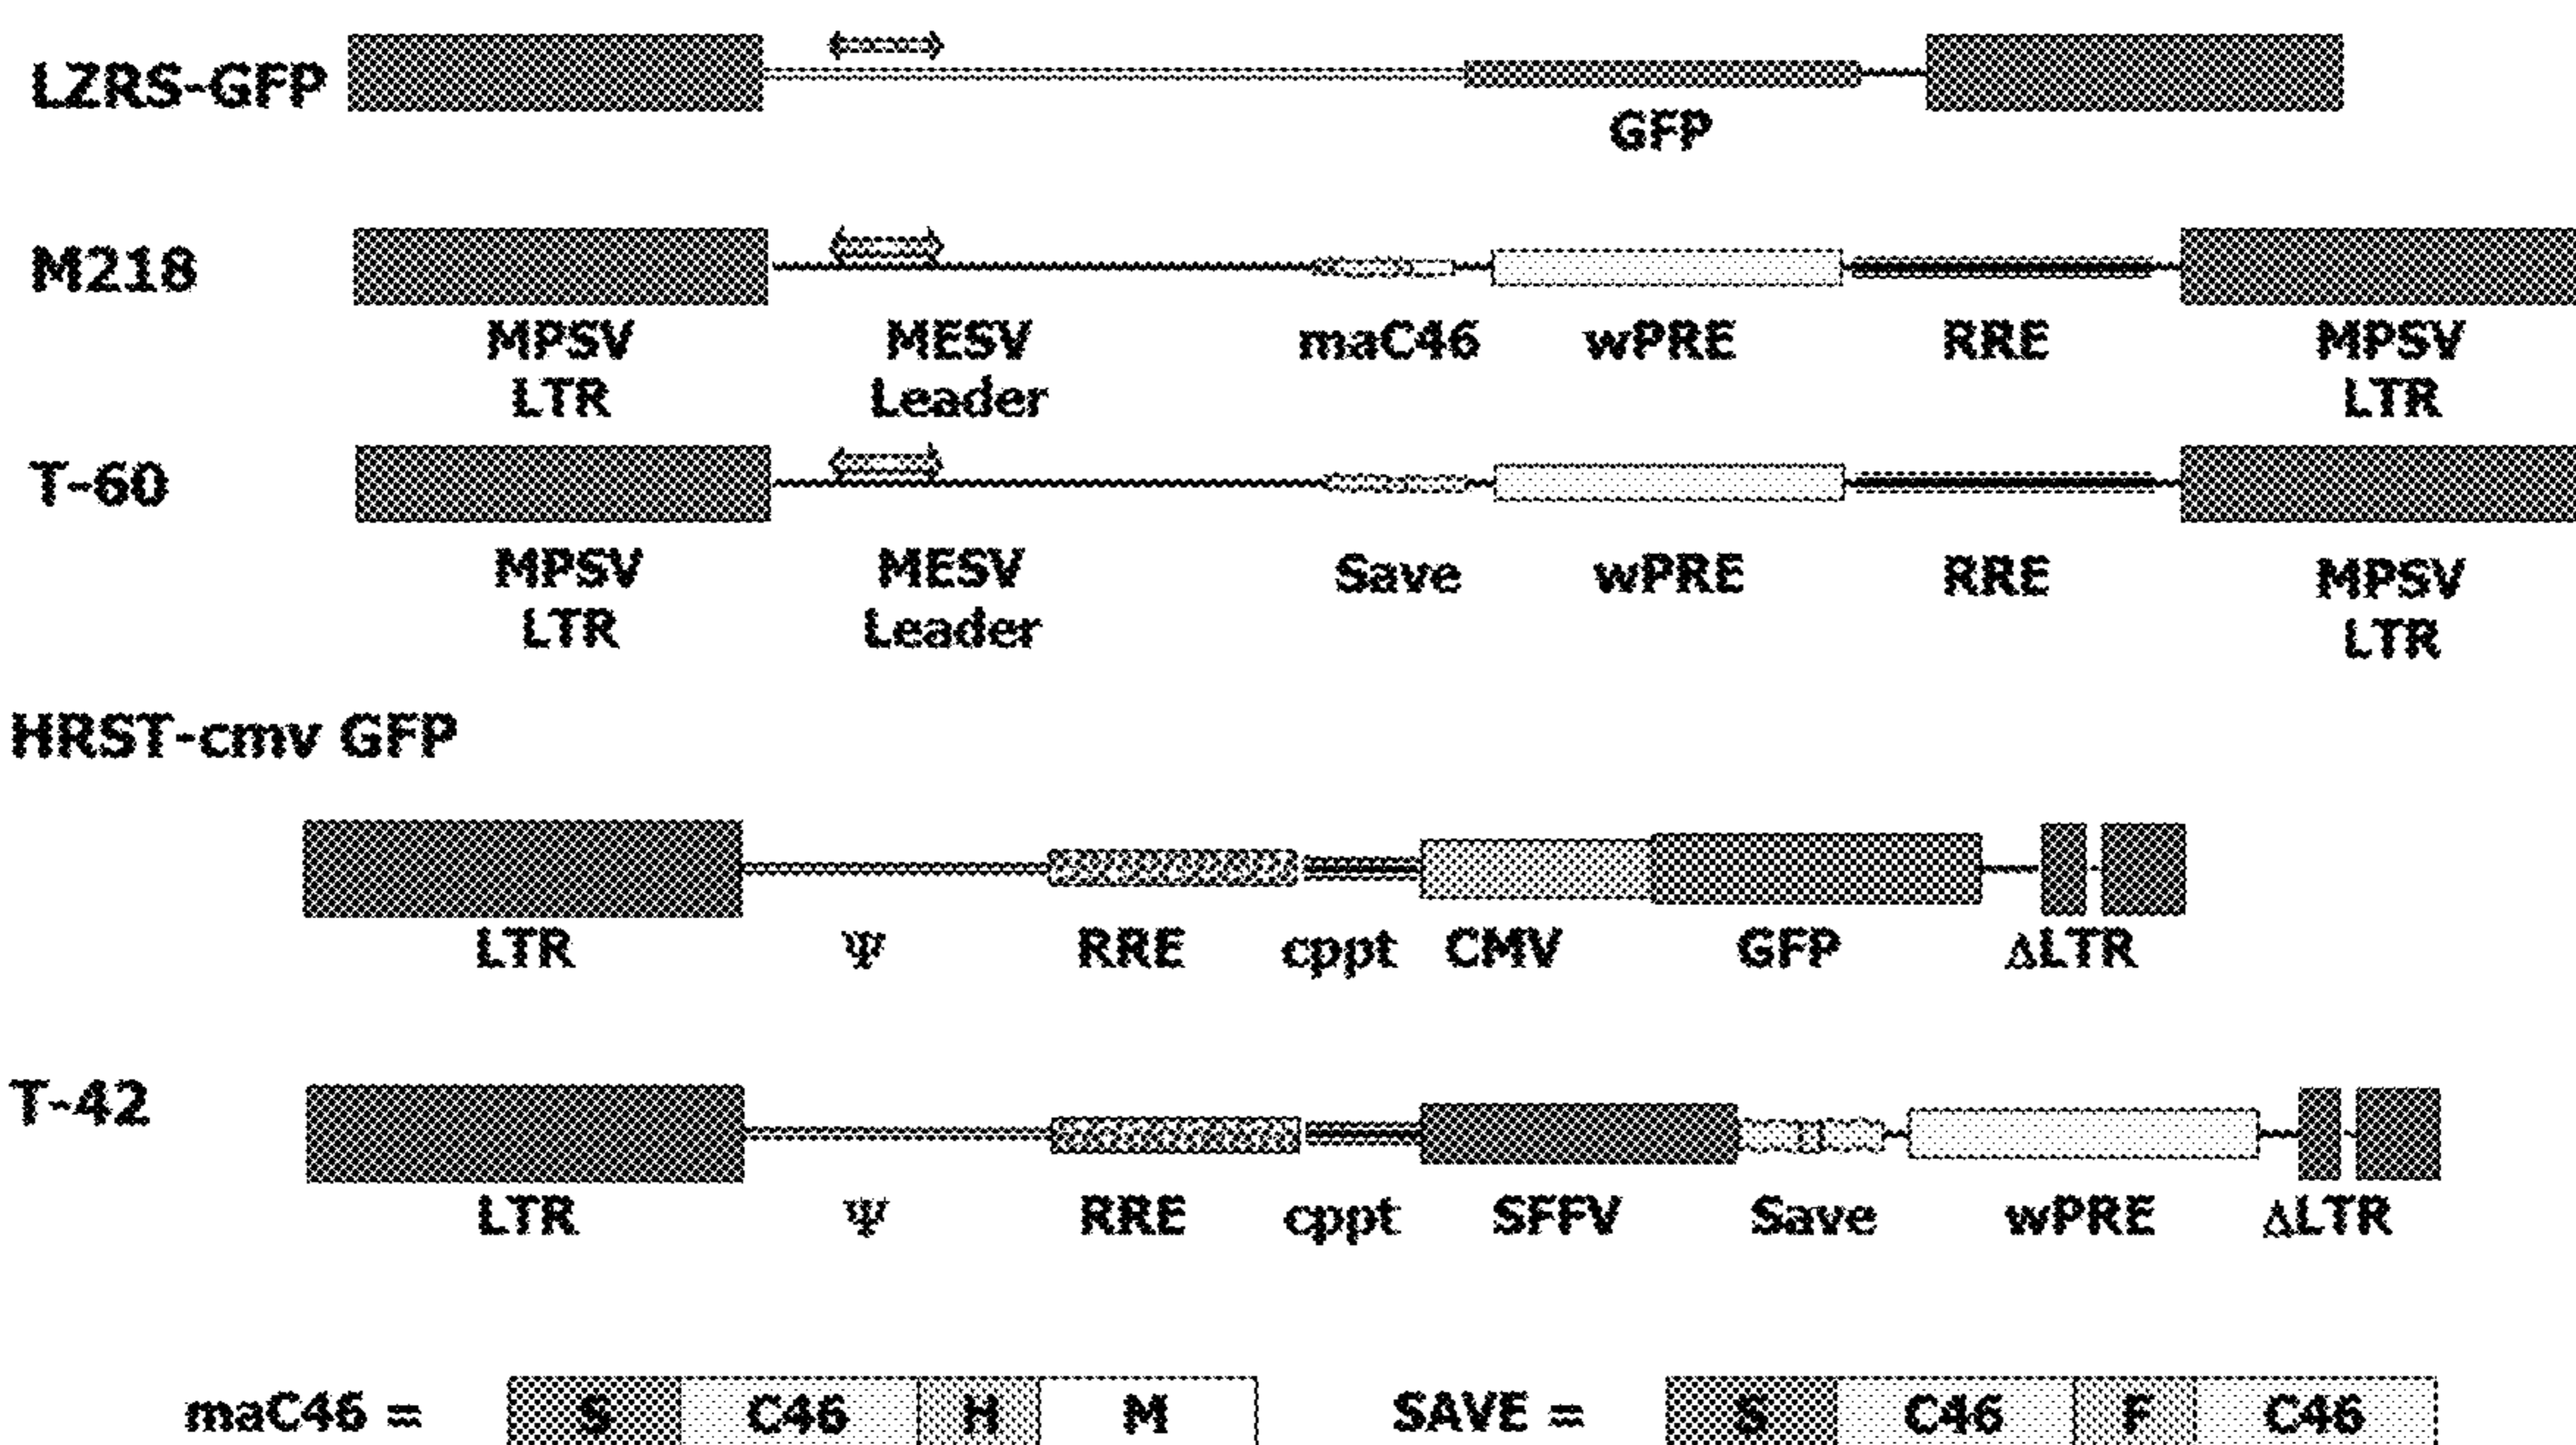 LZRS-GFP
GFP
M218
MPSV MESV maC46 wPRE RRE MPSV
LTR Leader LTR
T-60
MPSV MESV Save wPRE RRE MPSV
LTR Leader LTR
HRST-cmv GFP
LTR Ψ RRE cppt CMV GFP ΔLTR
T-42
LTR Ψ RRE cppt SFFV Save wPRE ΔLTR
maC46 = S C46 H M SAVE = S C46 F C46